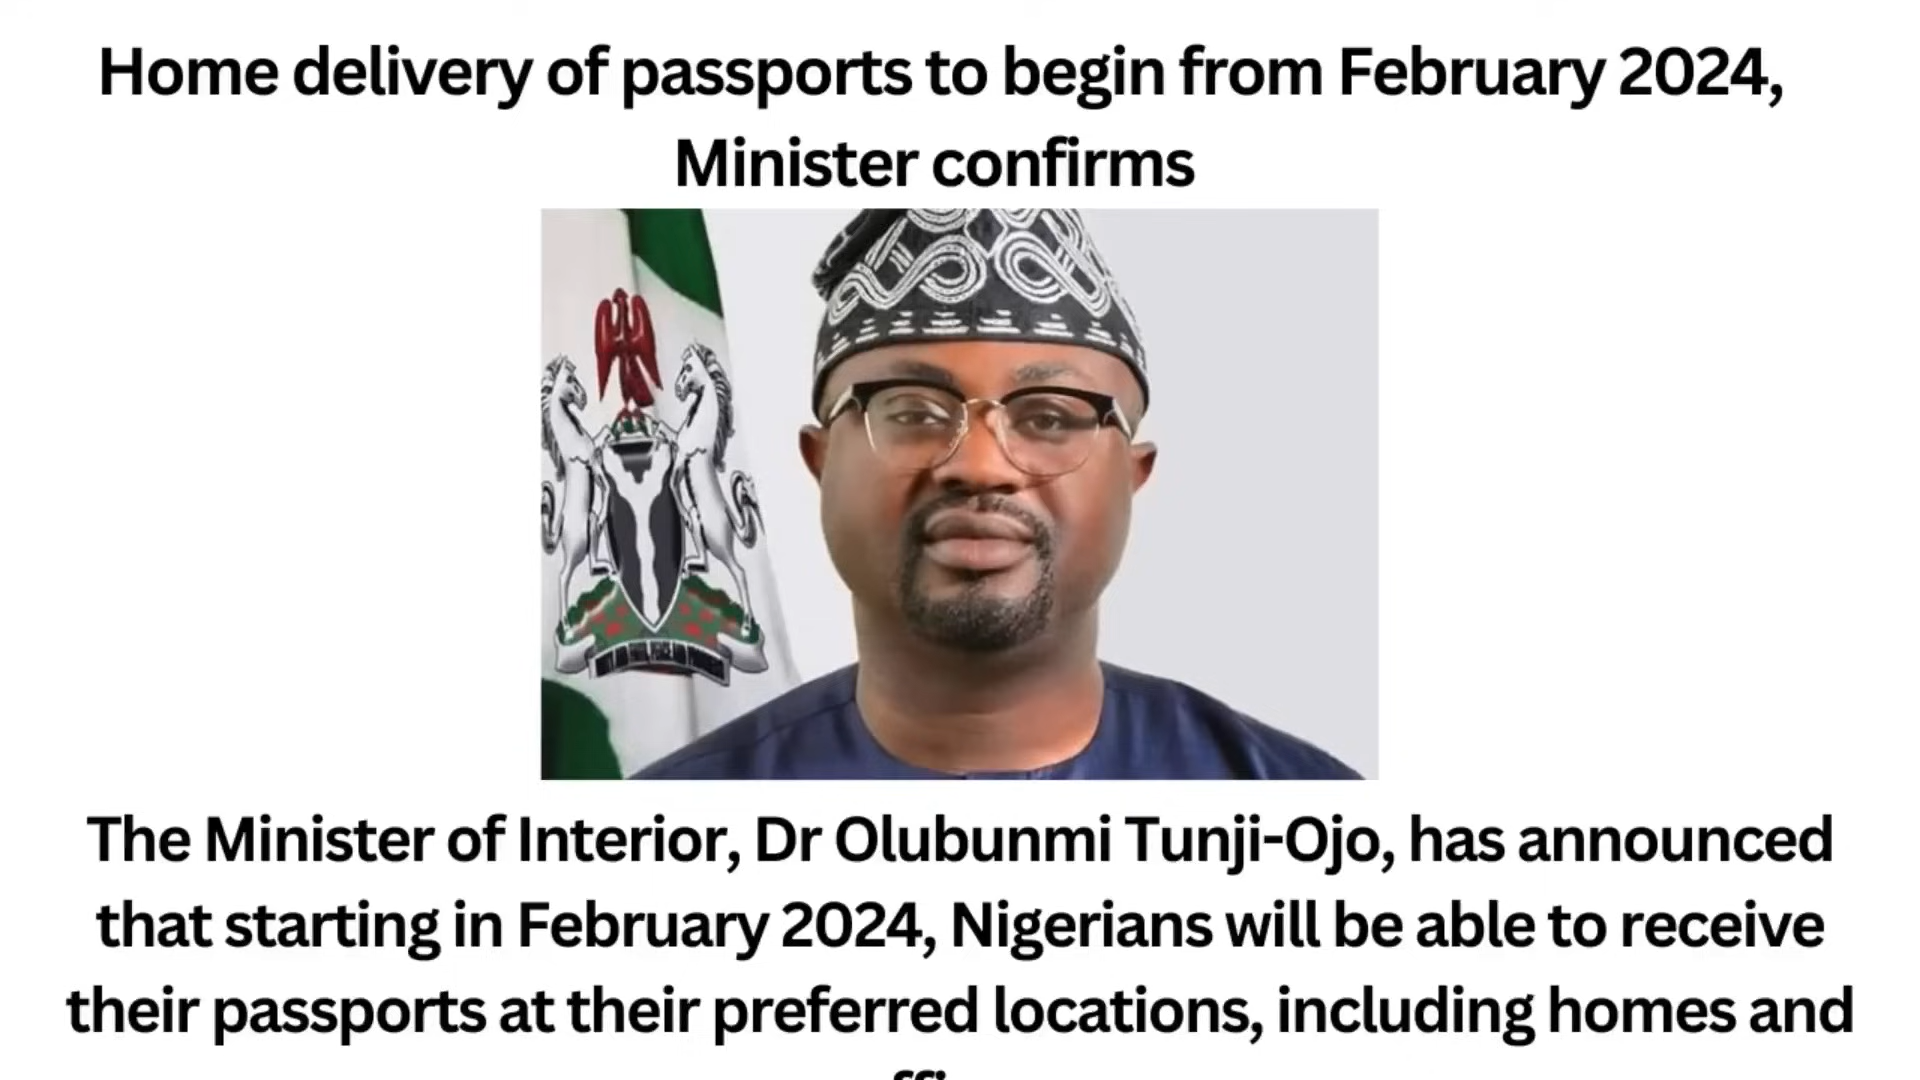 Home delivery of passports to begin from February 2024,
Minister confirms
The Minister of Interior, Dr Olubunmi Tunji-Ojo, has announced
that starting in February 2024, Nigerians will be able to receive
their passports at their preferred locations, including homes and